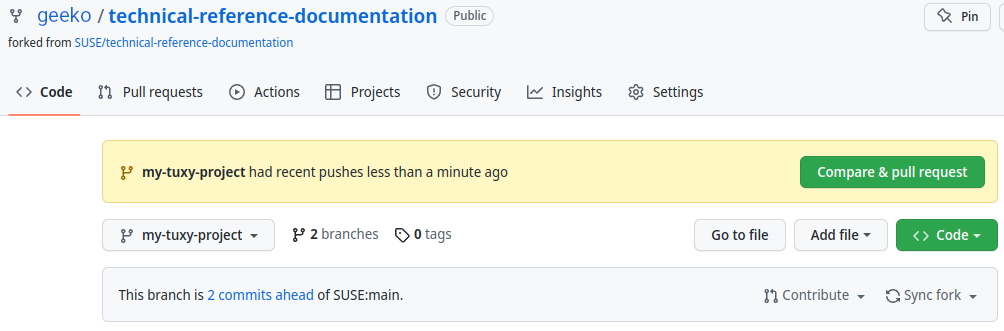 geeko / technical-reference-documentation Public Pin
forked from SUSE/technical-reference-documentation
Code Pull requests Actions Projects Security Insights Settings
my-tuxy-project had recent pushes less than a minute ago Compare & pull request
my-tuxy-project 2 branches 0 tags Go to file Add file Code
This branch is 2 commits ahead of SUSE:main. Contribute Sync fork